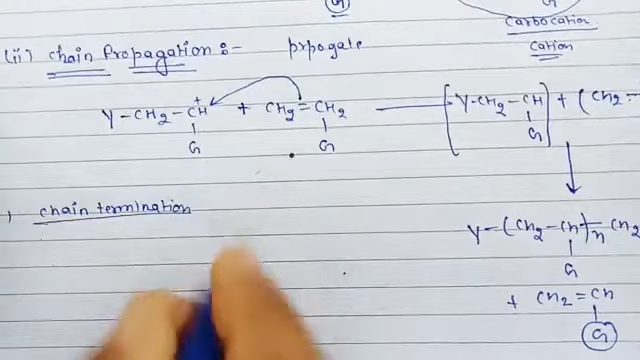 G
Carbocation
(ii) Chain Propagation :- prpogate
Cation
Y-CH2-CH+ + CH2=CH2 → [Y-CH2-CH] + (CH2=
G G G
chain termination
Y-(CH2-CH)n CH2
G
+ CH2=CH
G